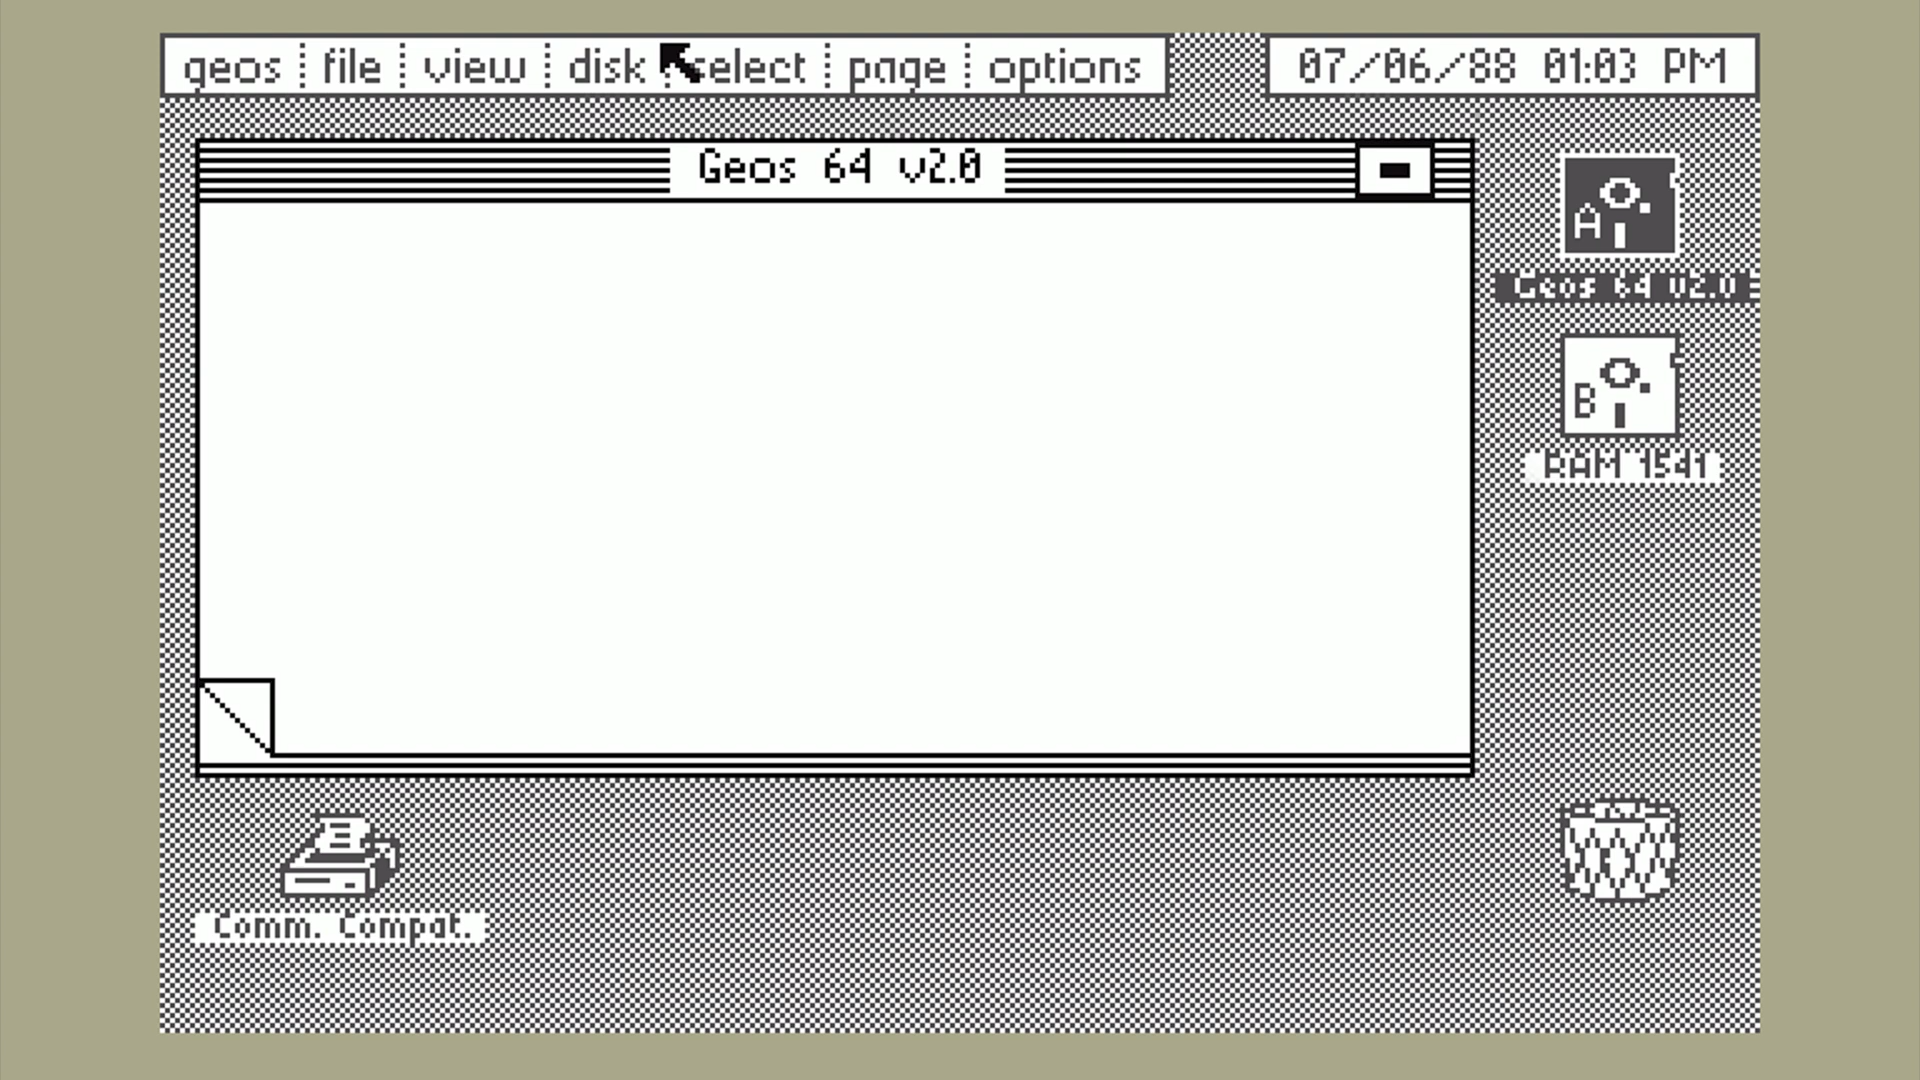 geos file view disk select page options 07/06/88 01:03 PM
Geos 64 v2.0
A
Geos 64 v2.0
B
RAM 1541
Comm. Compat.